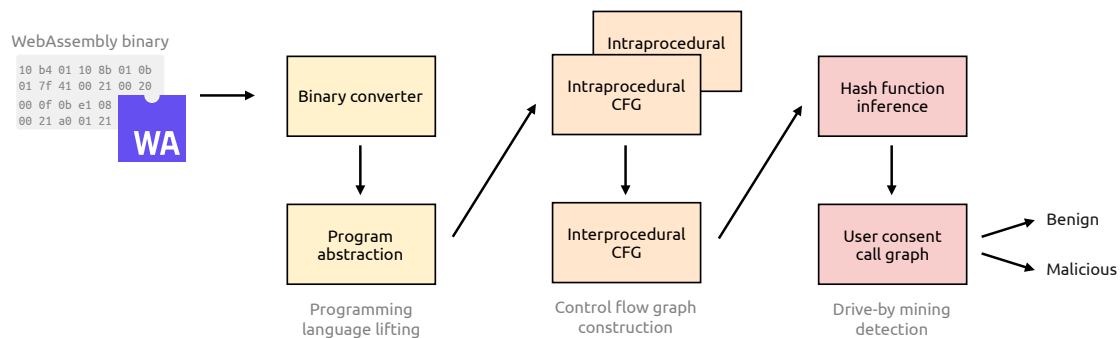 WebAssembly binary
10 b4 01 10 8b 01 0b
01 7f 41 00 21 00 20
00 0f 0b e1 08
00 21 a0 01 21
WA
Binary converter
Program
abstraction
Programming
language lifting
Intraprocedural
Intraprocedural
CFG
Interprocedural
CFG
Control flow graph
construction
Hash function
inference
User consent
call graph
Drive-by mining
detection
Benign
Malicious